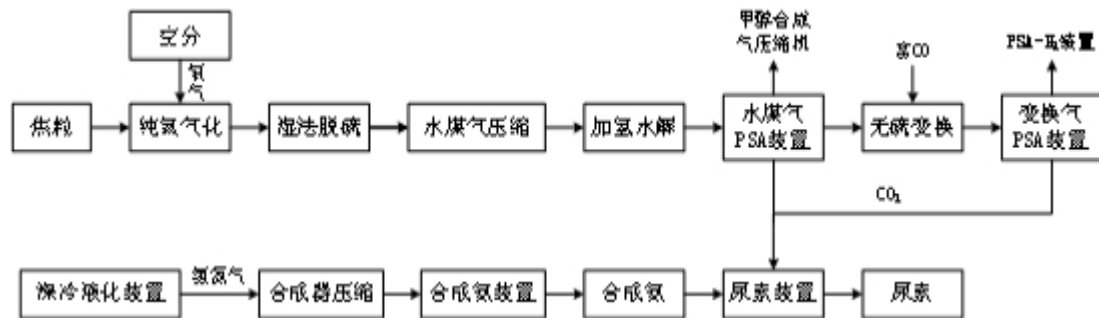 空分
氧气
焦粒
纯氧气化
湿法脱硫
水煤气压缩
加氢水解
甲醇合成
气压缩机
水煤气
PSA装置
富CO
无硫变换
PSA-H₂装置
变换气
PSA装置
CO₂
深冷液化装置
氢氮气
合成器压缩
合成氨装置
合成氨
尿素装置
尿素